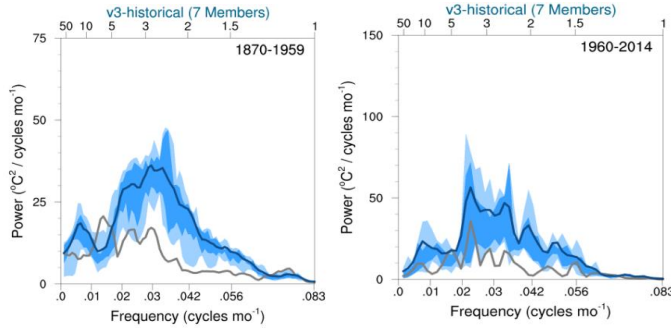 v3-historical (7 Members)
50 10 5 3 2 1.5 1
75
50
25
0
1870-1959
Power (°C² / cycles mo⁻¹)
.0 .01 .02 .03 .042 .056 .083
Frequency (cycles mo⁻¹)
v3-historical (7 Members)
50 10 5 3 2 1.5 1
150
100
50
0
1960-2014
Power (°C² / cycles mo⁻¹)
.0 .01 .02 .03 .042 .056 .083
Frequency (cycles mo⁻¹)